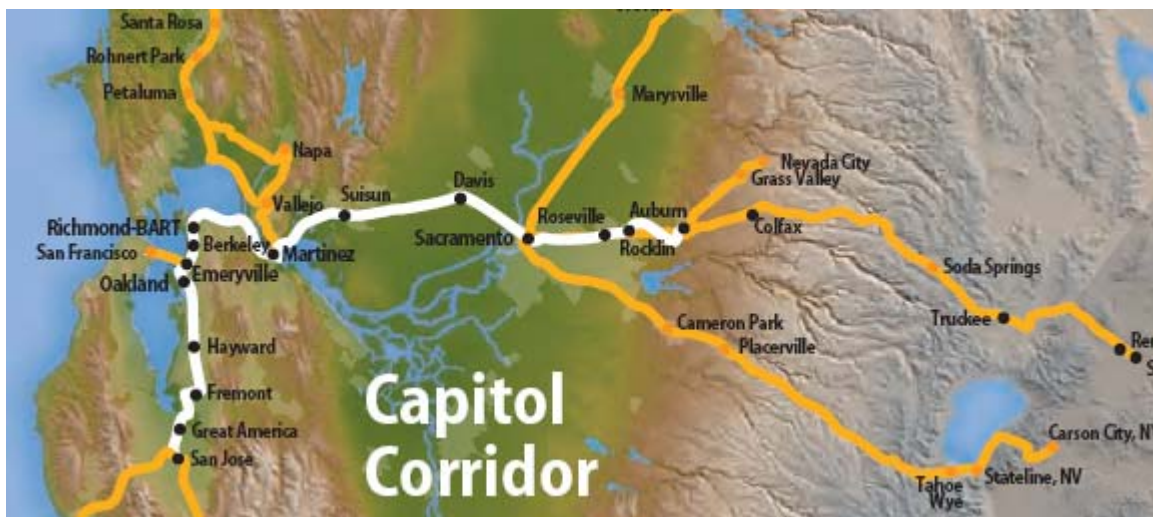 Santa Rosa
Rohnert Park
Petaluma
Marysville
Napa
Nevada City
Grass Valley
Davis
Suisun
Vallejo
Roseville
Auburn
Richmond-BART
Colfax
Sacramento
Rocklin
Berkeley
San Francisco
Martinez
Emeryville
Oakland
Soda Springs
Truckee
Cameron Park
Hayward
Placerville
Fremont
Capitol
Corridor
Great America
Carson City, NV
San Jose
Tahoe
Wye
Stateline, NV